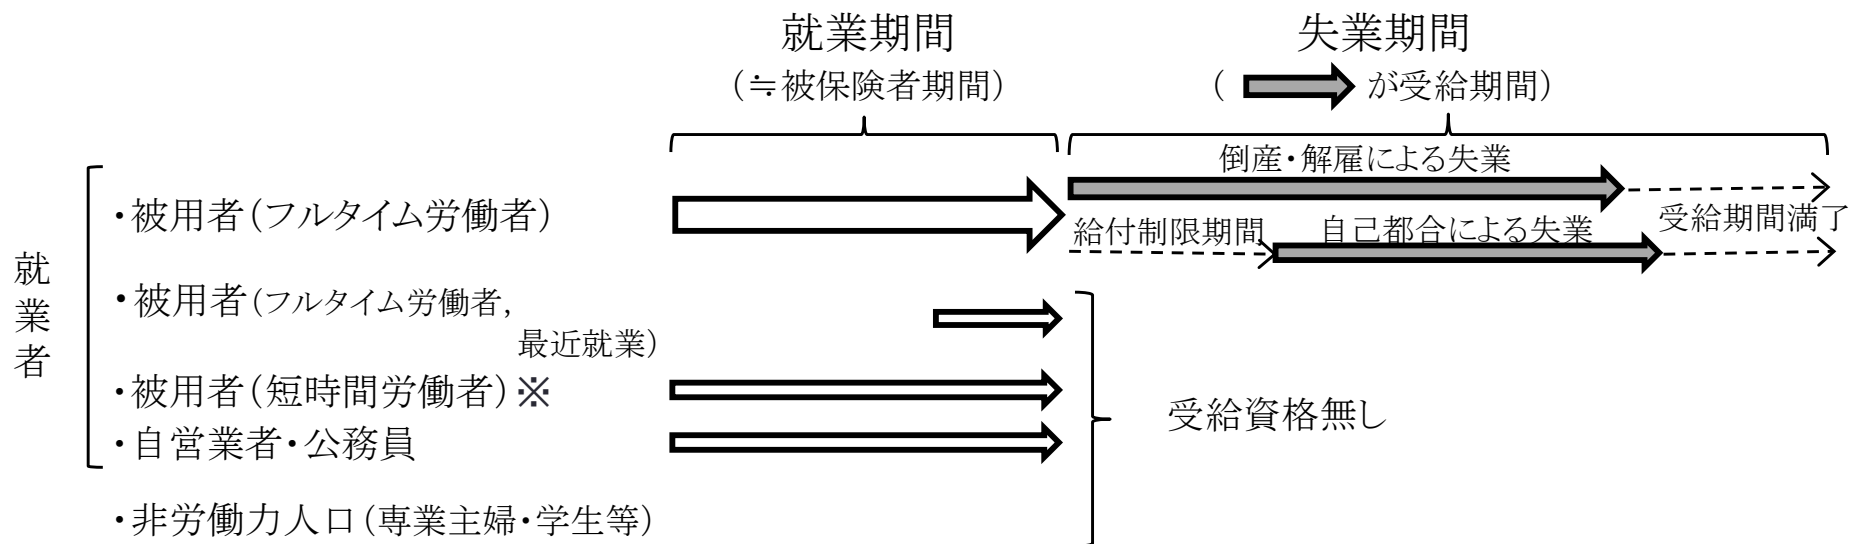 就業期間
失業期間
(≒被保険者期間)
( が受給期間)
倒産・解雇による失業
・被用者(フルタイム労働者)
受給期間満了
給付制限期間
自己都合による失業
就業者
・被用者(フルタイム労働者,
最近就業)
・被用者(短時間労働者)※
受給資格無し
・自営業者・公務員
・非労働力人口(専業主婦・学生等)